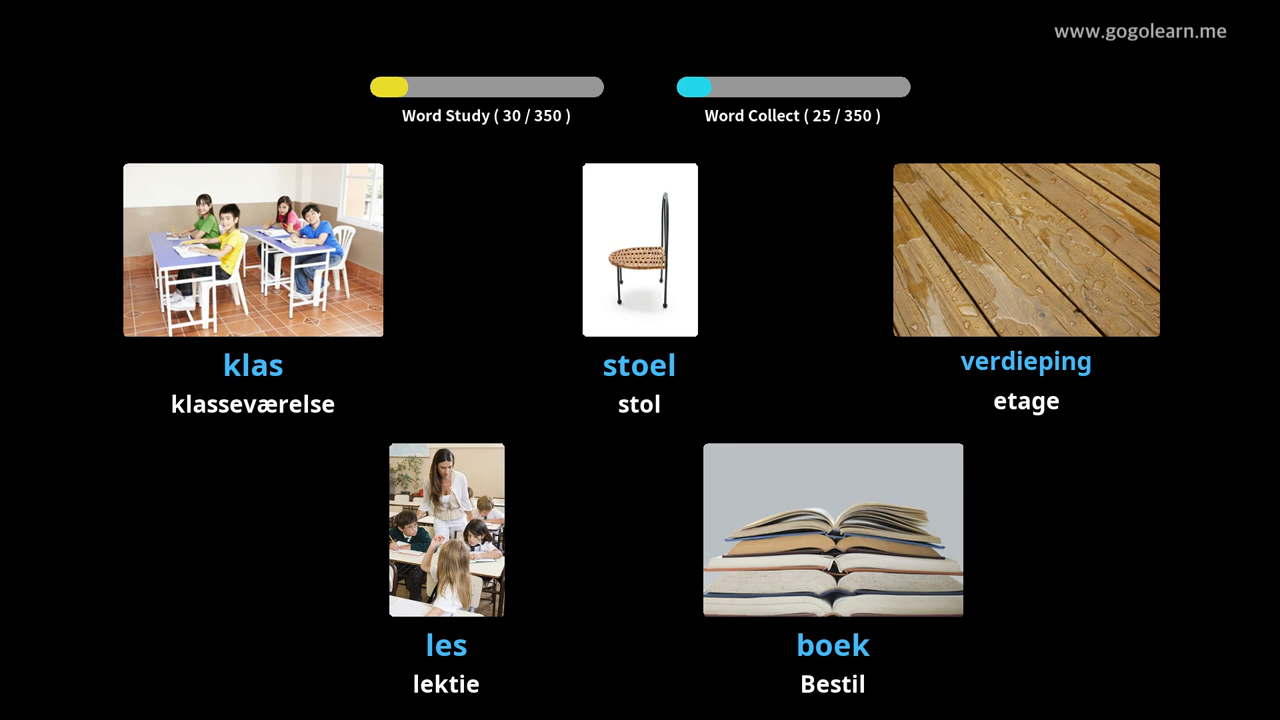 www.gogolearn.me
Word Study ( 30 / 350 )
Word Collect ( 25 / 350 )
klas
klasseværelse
stoel
stol
verdieping
etage
les
lektie
boek
Bestil